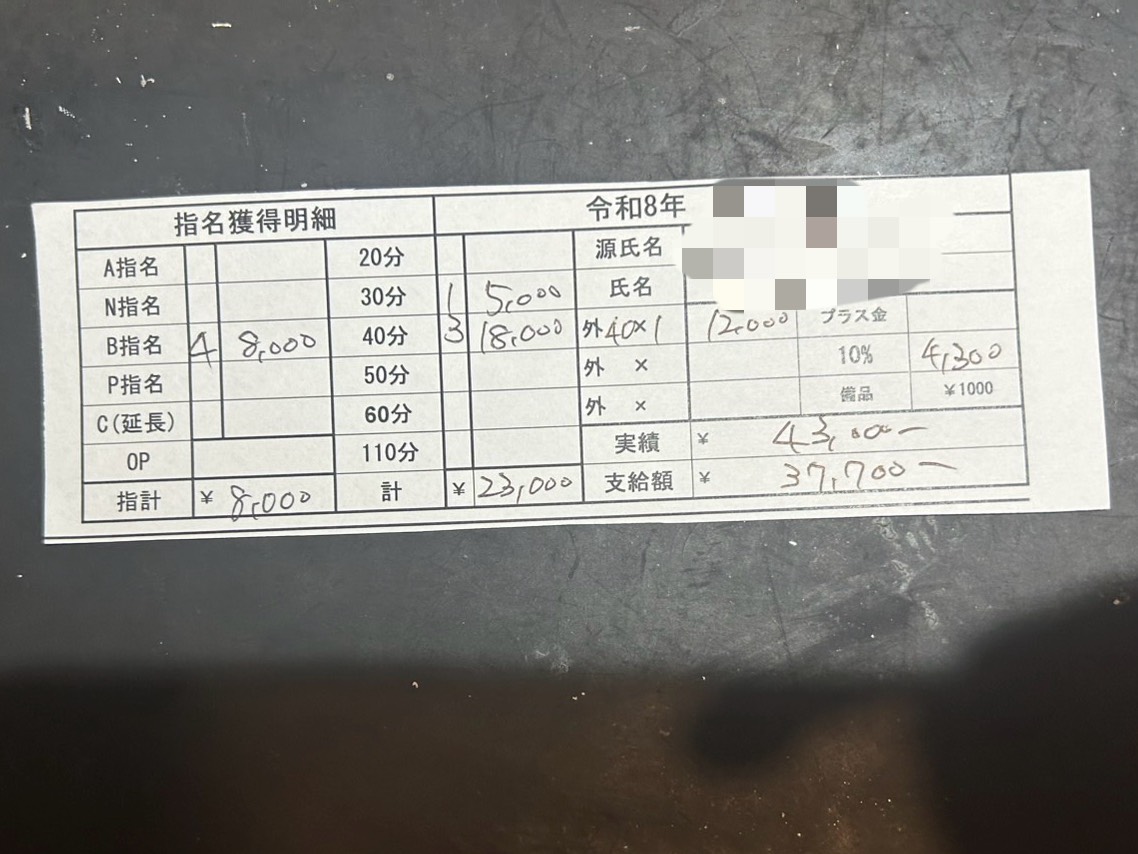 指名獲得明細 令和8年
A指名 20分 源氏名
N指名 30分 1 5,000 氏名
B指名 4 8,000 40分 3 18,000 外40×1 12,000 プラス金
P指名 50分 外 × 10% 4,300
C(延長) 60分 外 × 備品 ¥1000
OP 110分 実績 ¥ 43,000-
指計 ¥ 8,000 計 ¥ 23,000 支給額 ¥ 37,700-